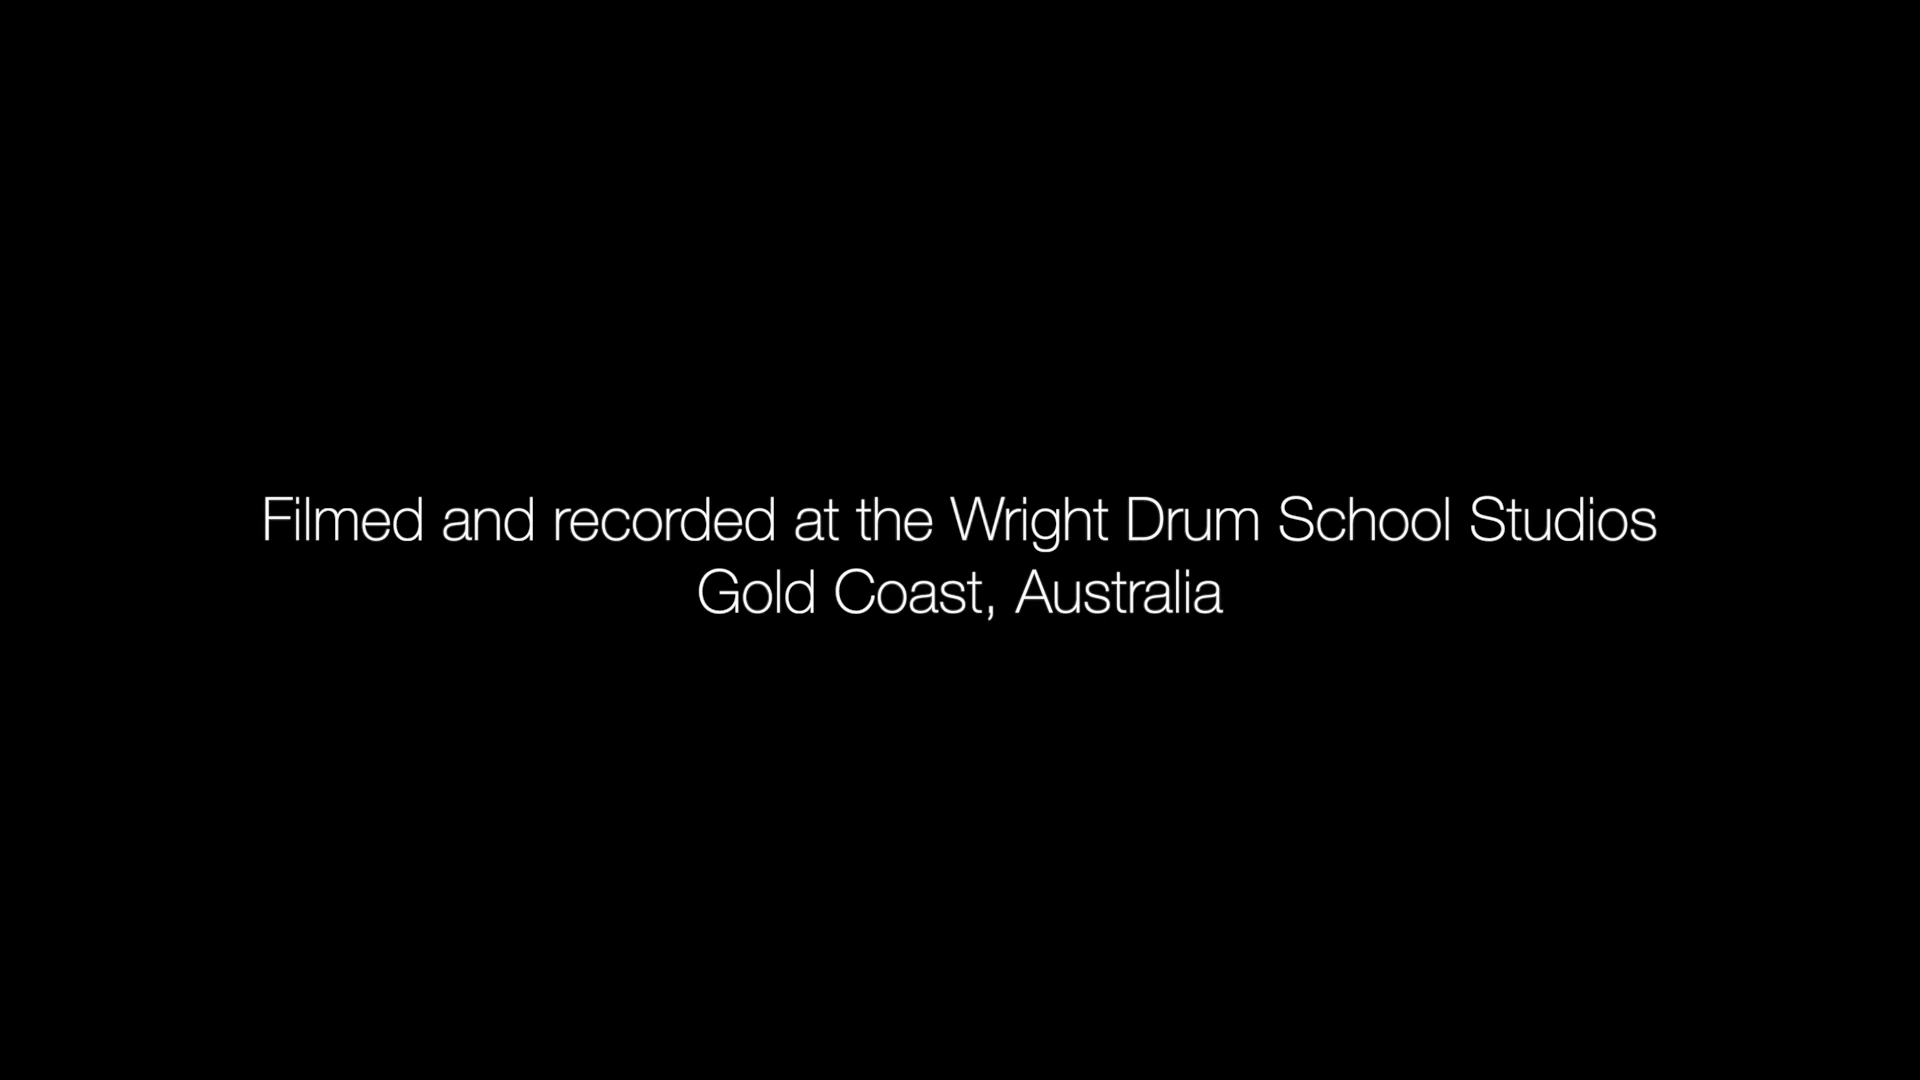 Filmed and recorded at the Wright Drum School Studios
Gold Coast, Australia